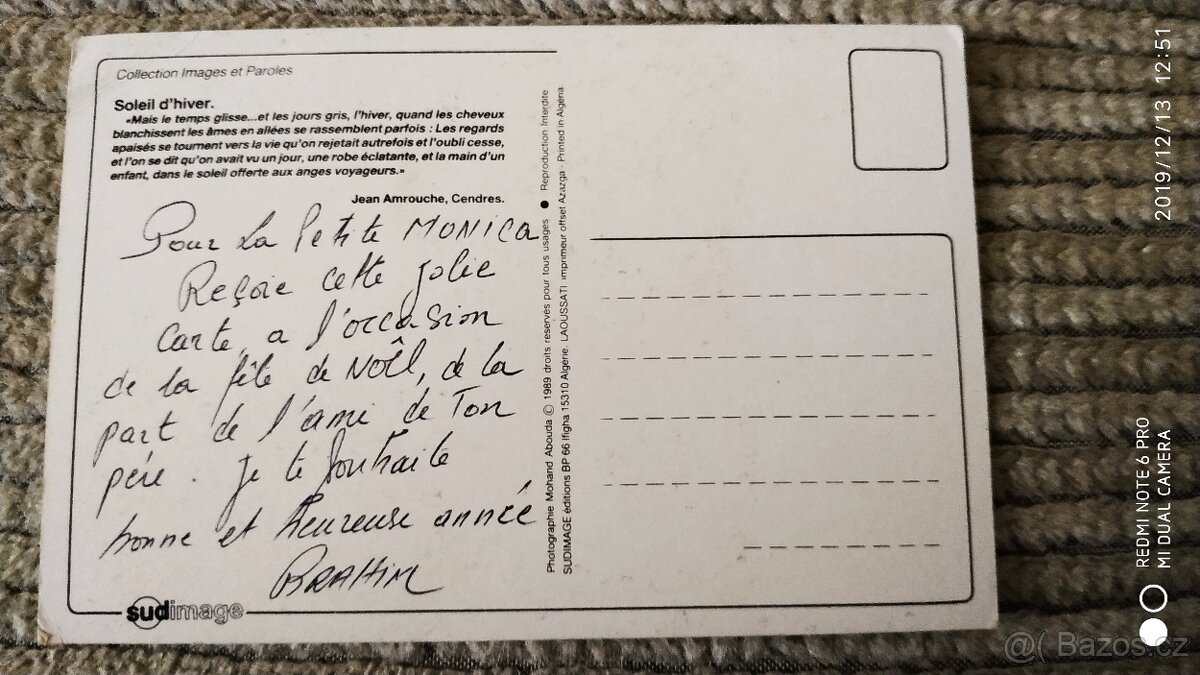 Collection Images et Paroles
Soleil d'hiver.
«Mais le temps glisse...et les jours gris, l'hiver, quand les cheveux
blanchissent les âmes en allées se rassemblent parfois : Les regards
apaisés se tournent vers la vie qu'on rejetait autrefois et l'oubli cesse,
et l'on se dit qu'on avait vu un jour, une robe éclatante, et la main d'un
enfant, dans le soleil offerte aux anges voyageurs.»
Jean Amrouche, Cendres.
Pour La Petite MONICA
Reçoie cette jolie
Carte, a l'occasion
de la fête de NOÊL, de la
part de l'ami de Ton
père. Je te souhaite
bonne et heureuse année
BRAHIM
sudimage
Photographie Mohand Abouda © 1989 droits réservés pour tous usages ● Reproduction Interdite
SUDIMAGE éditions BP 66 Ifigha 15310 Algérie. LAOUSSATI imprimeur offset Azazga - Printed in Algéria.
2019/12/13 12:51
REDMI NOTE 6 PRO
MI DUAL CAMERA
@( Bazos.cz